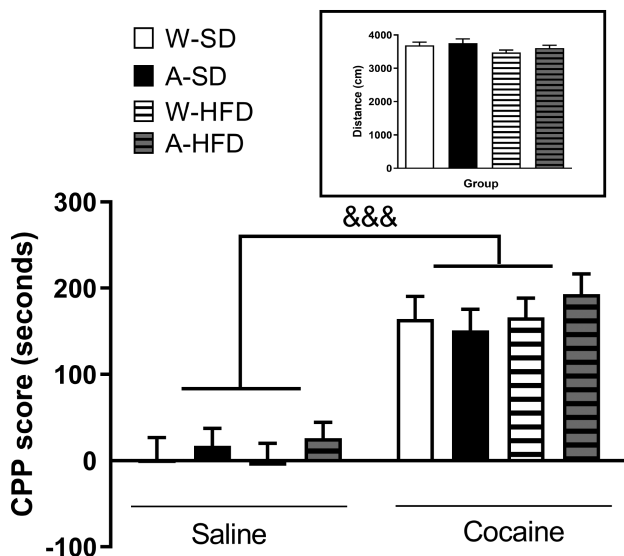 W-SD
A-SD
W-HFD
A-HFD
4000
3000
2000
1000
0
Distance (cm)
Group
&&&
300
200
100
0
-100
CPP score (seconds)
Saline
Cocaine